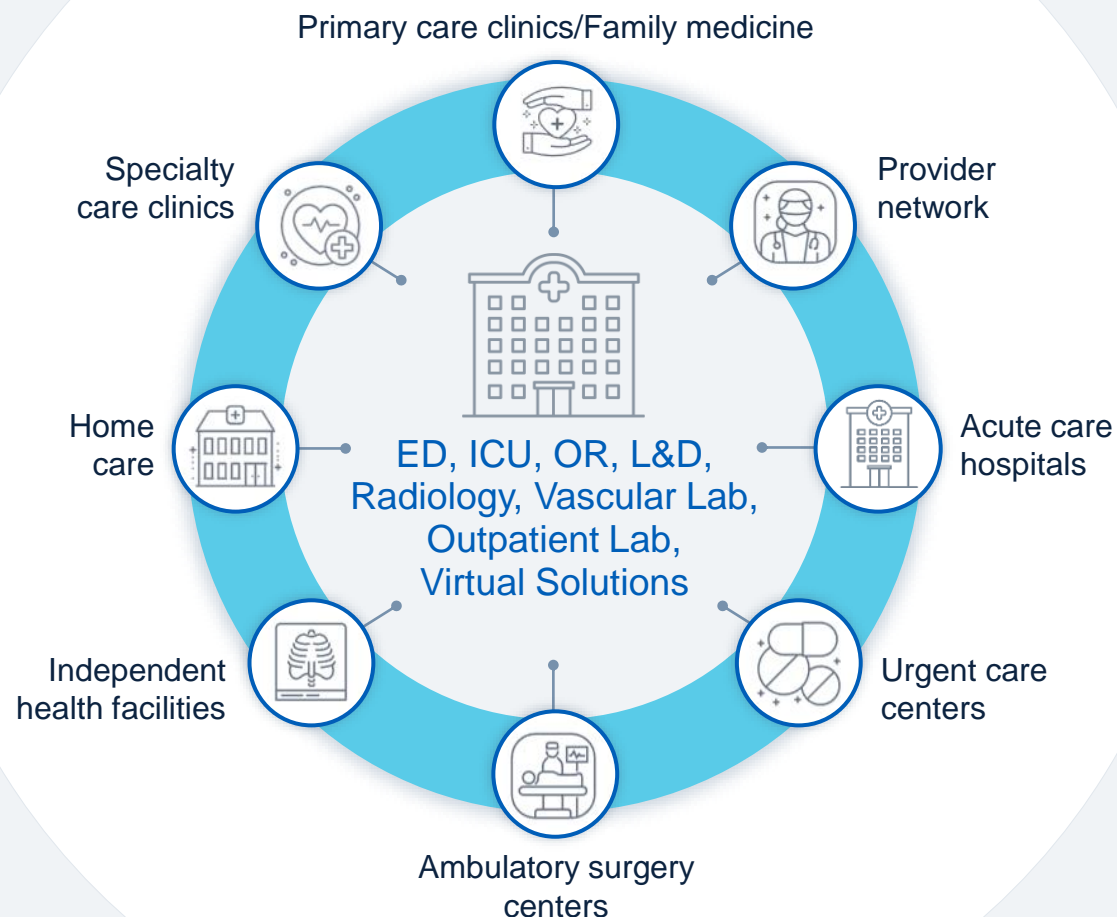 Primary care clinics/Family medicine
Specialty
care clinics
Provider
network
Home
care
ED, ICU, OR, L&D,
Radiology, Vascular Lab,
Outpatient Lab,
Virtual Solutions
Acute care
hospitals
Independent
health facilities
Urgent care
centers
Ambulatory surgery
centers